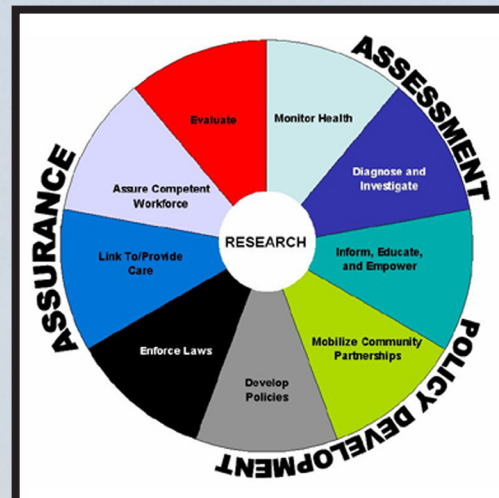 ASSESSMENT
Monitor Health
Diagnose and
Investigate
Inform, Educate,
and Empower
POLICY DEVELOPMENT
Mobilize Community
Partnerships
Develop
Policies
ASSURANCE
Enforce Laws
Link To/Provide
Care
Assure Competent
Workforce
Evaluate
RESEARCH